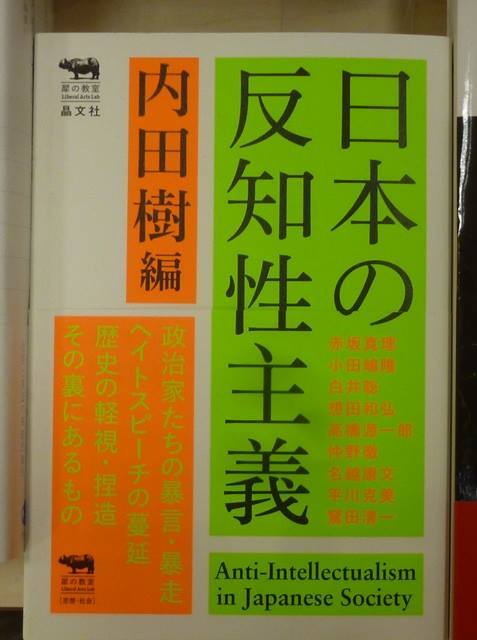 日本の
反知性主義
赤坂真理
小田嶋隆
白井聡
想田和弘
高橋源一郎
仲野徹
名越康文
平川克美
鷲田清一
内田樹編
犀の教室
Liberal Arts Lab
晶文社
政治家たちの暴言・暴走
ヘイトスピーチの蔓延
歴史の軽視・捏造
その裏にあるもの
犀の教室
Liberal Arts Lab
[思想・社会]
Anti-Intellectualism
in Japanese Society